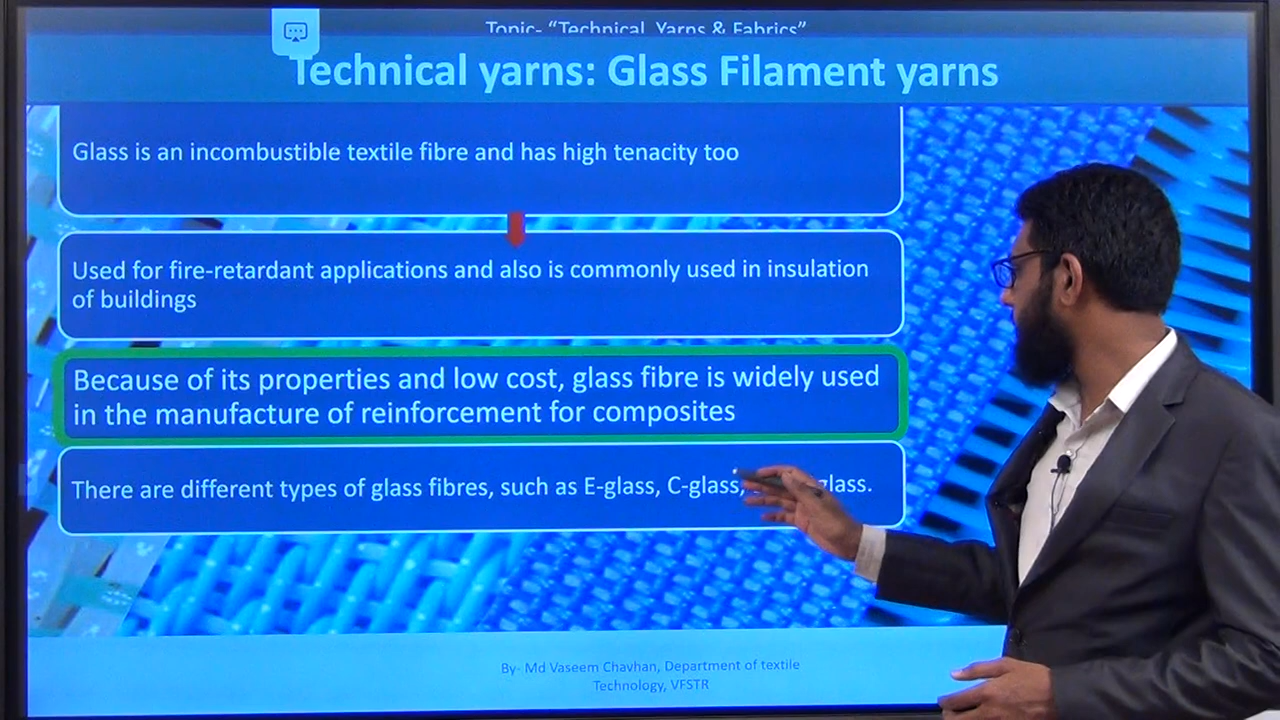 Topic- “Technical Yarns & Fabrics”
Technical yarns: Glass Filament yarns
Glass is an incombustible textile fibre and has high tenacity too
Used for fire-retardant applications and also is commonly used in insulation
of buildings
Because of its properties and low cost, glass fibre is widely used
in the manufacture of reinforcement for composites
There are different types of glass fibres, such as E-glass, C-glass, glass.
By- Md Vaseem Chavhan, Department of textile
Technology, VFSTR